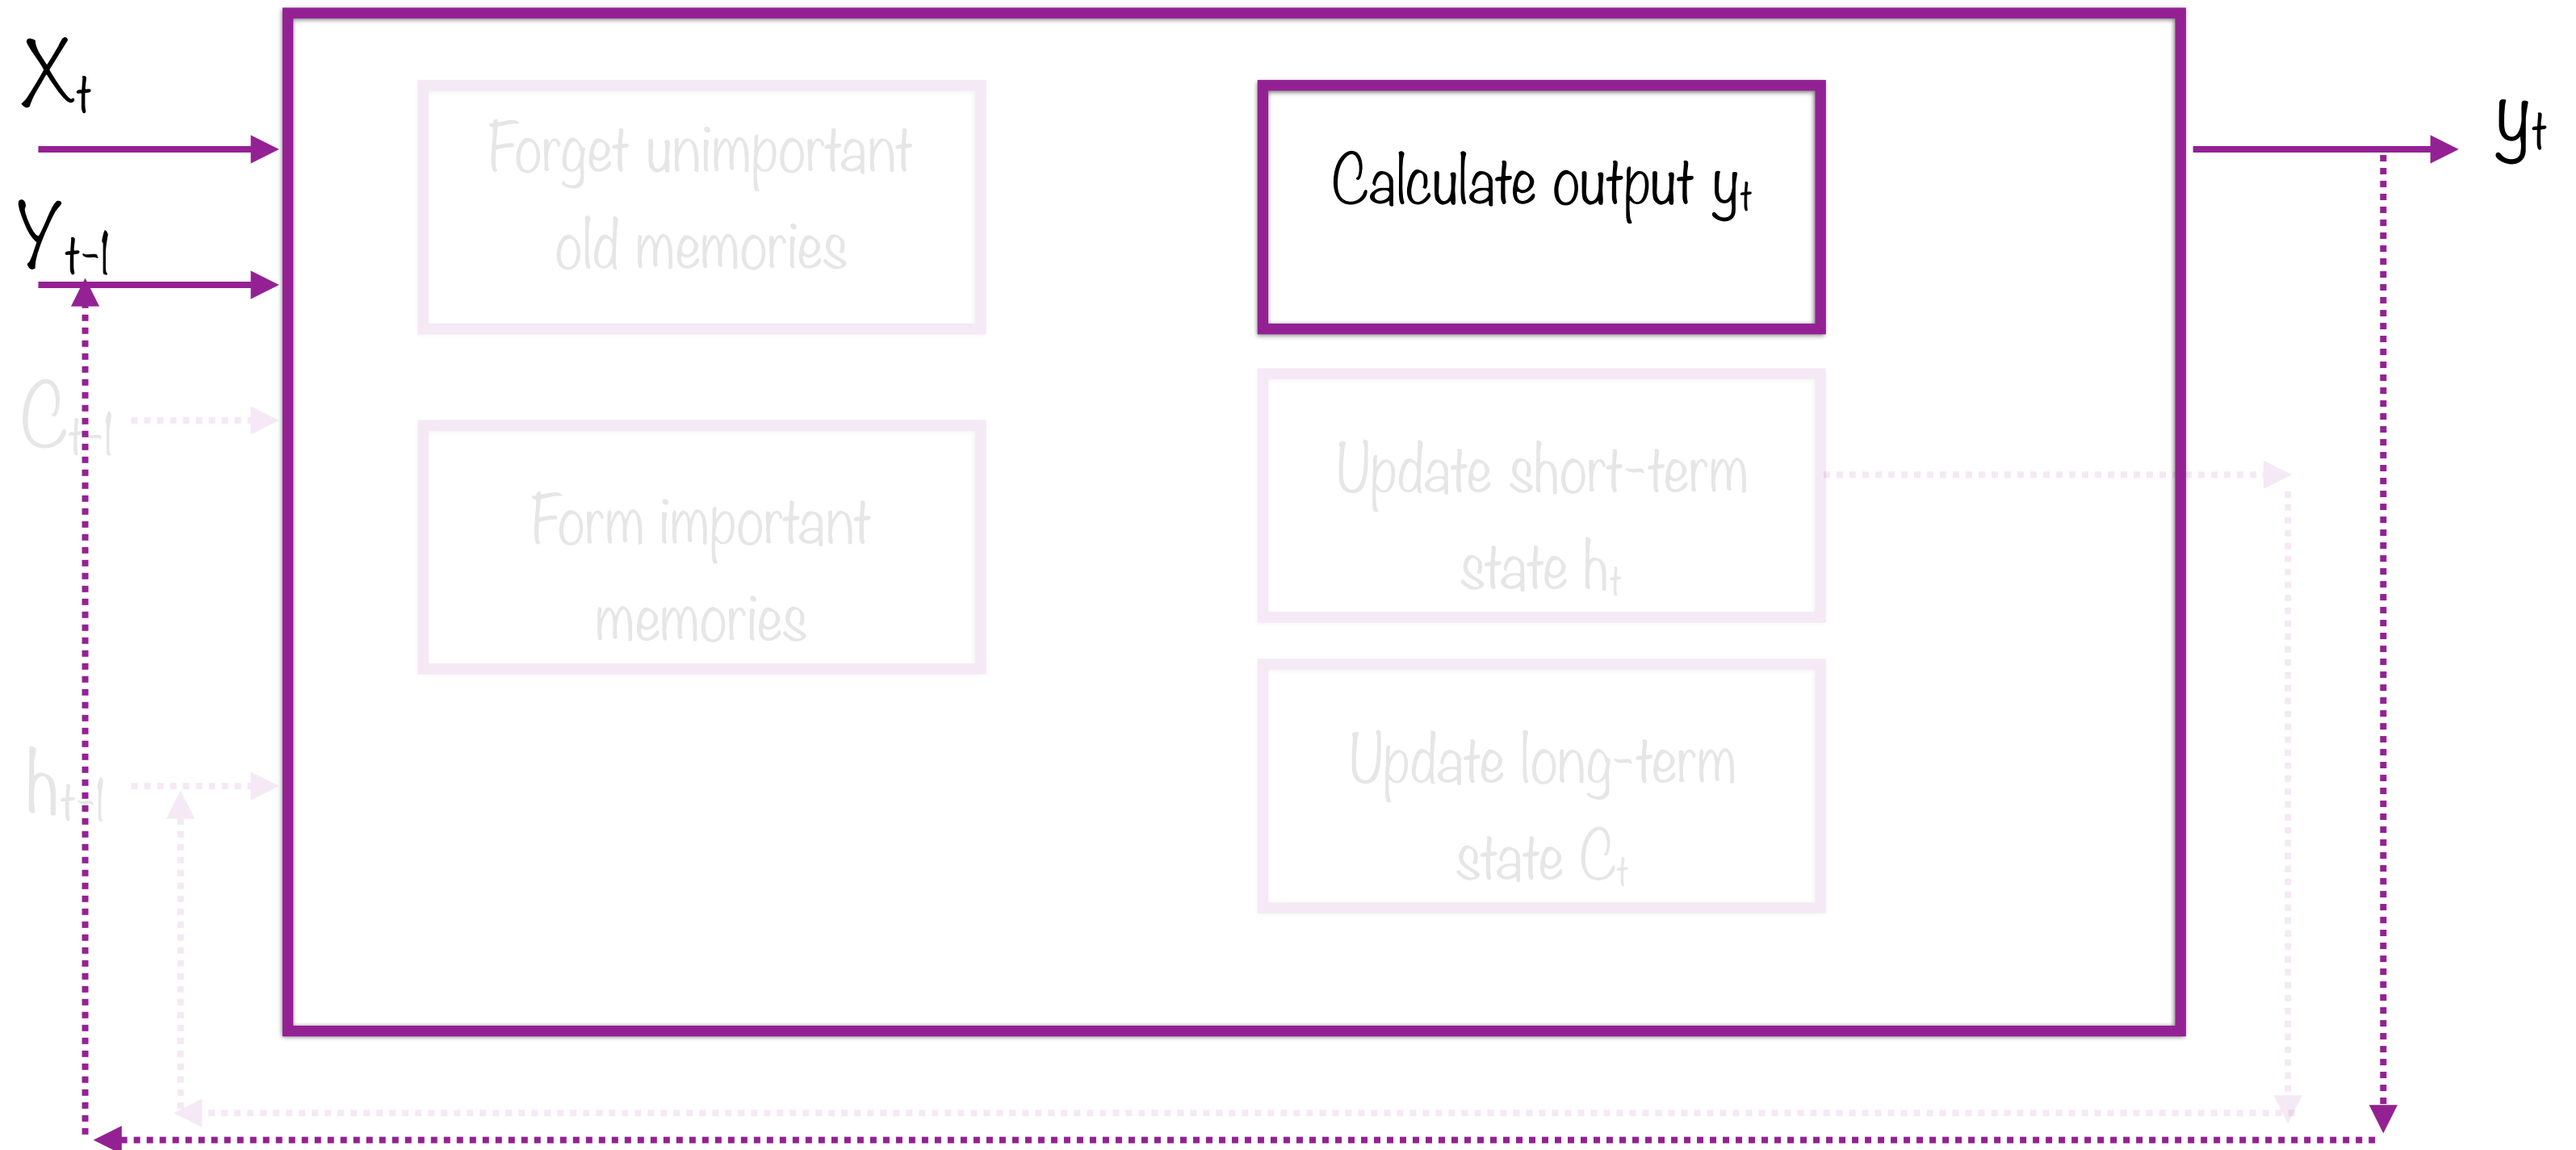 Xt
Yt-1
Ct-1
ht-1
Forget unimportant
old memories
Form important
memories
Calculate output yt
Update short-term
state ht
Update long-term
state Ct
yt